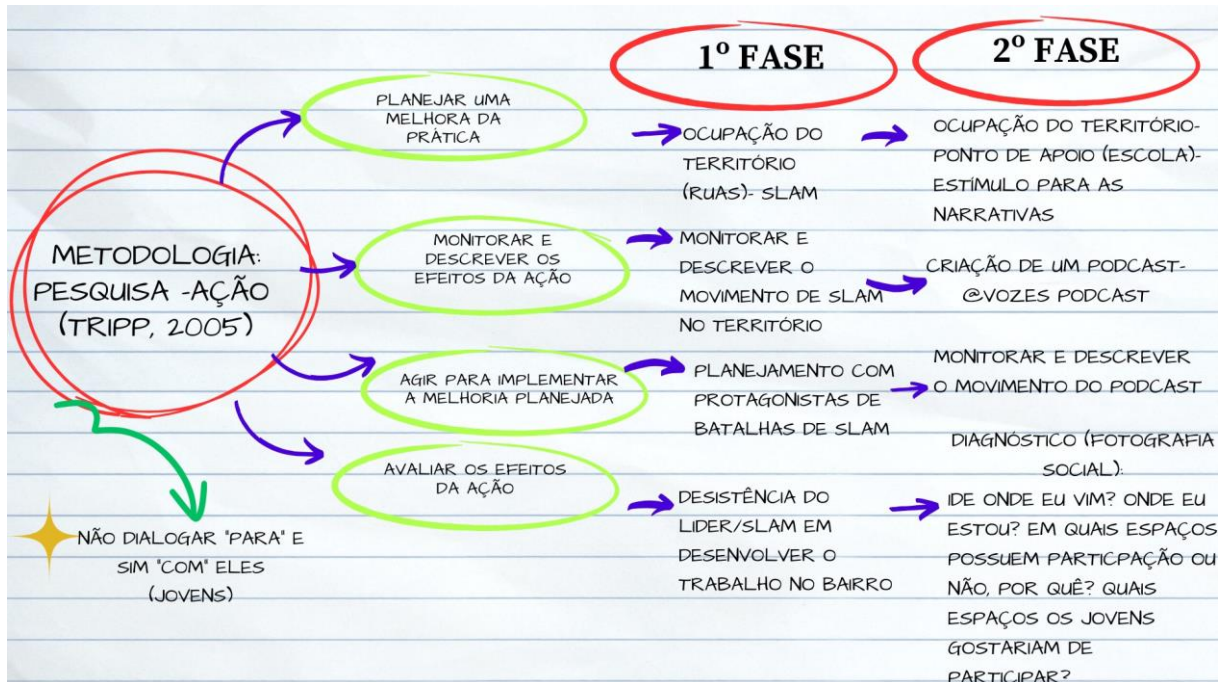 1º FASE
2º FASE
METODOLOGIA:
PESQUISA -AÇÃO
(TRIPP, 2005)
NÃO DIALOGAR "PARA" E
SIM "COM" ELES
(JOVENS)
PLANEJAR UMA
MELHORA DA
PRÀTICA
OCUPAÇÃO DO
TERRITÓRIO
(RUAS)- SLAM
OCUPAÇÃO DO TERRITÓRIO-
PONTO DE APOIO (ESCOLA)-
ESTÍMULO PARA AS
NARRATIVAS
MONITORAR E
DESCREVER OS
EFEITOS DA AÇÃO
MONITORAR E
DESCREVER O
MOVIMENTO DE SLAM
NO TERRITÓRIO
CRIAÇÃO DE UM PODCAST-
@VOZES PODCAST
AGIR PARA IMPLEMENTAR
A MELHORIA PLANEJADA
PLANEJAMENTO COM
PROTAGONISTAS DE
BATALHAS DE SLAM
MONITORAR E DESCREVER
O MOVIMENTO DO PODCAST
AVALIAR OS EFEITOS
DA AÇÃO
DESISTÊNCIA DO
LIDER/SLAM EM
DESENVOLVER O
TRABALHO NO BAIRRO
DIAGNÓSTICO (FOTOGRAFIA
SOCIAL):
IDE ONDE EU VIM? ONDE EU
ESTOU? EM QUAIS ESPAÇOS
POSSUEM PARTICPAÇÃO OU
NÃO, POR QUÊ? QUAIS
ESPAÇOS OS JOVENS
GOSTARIAM DE
PARTICIPAR?